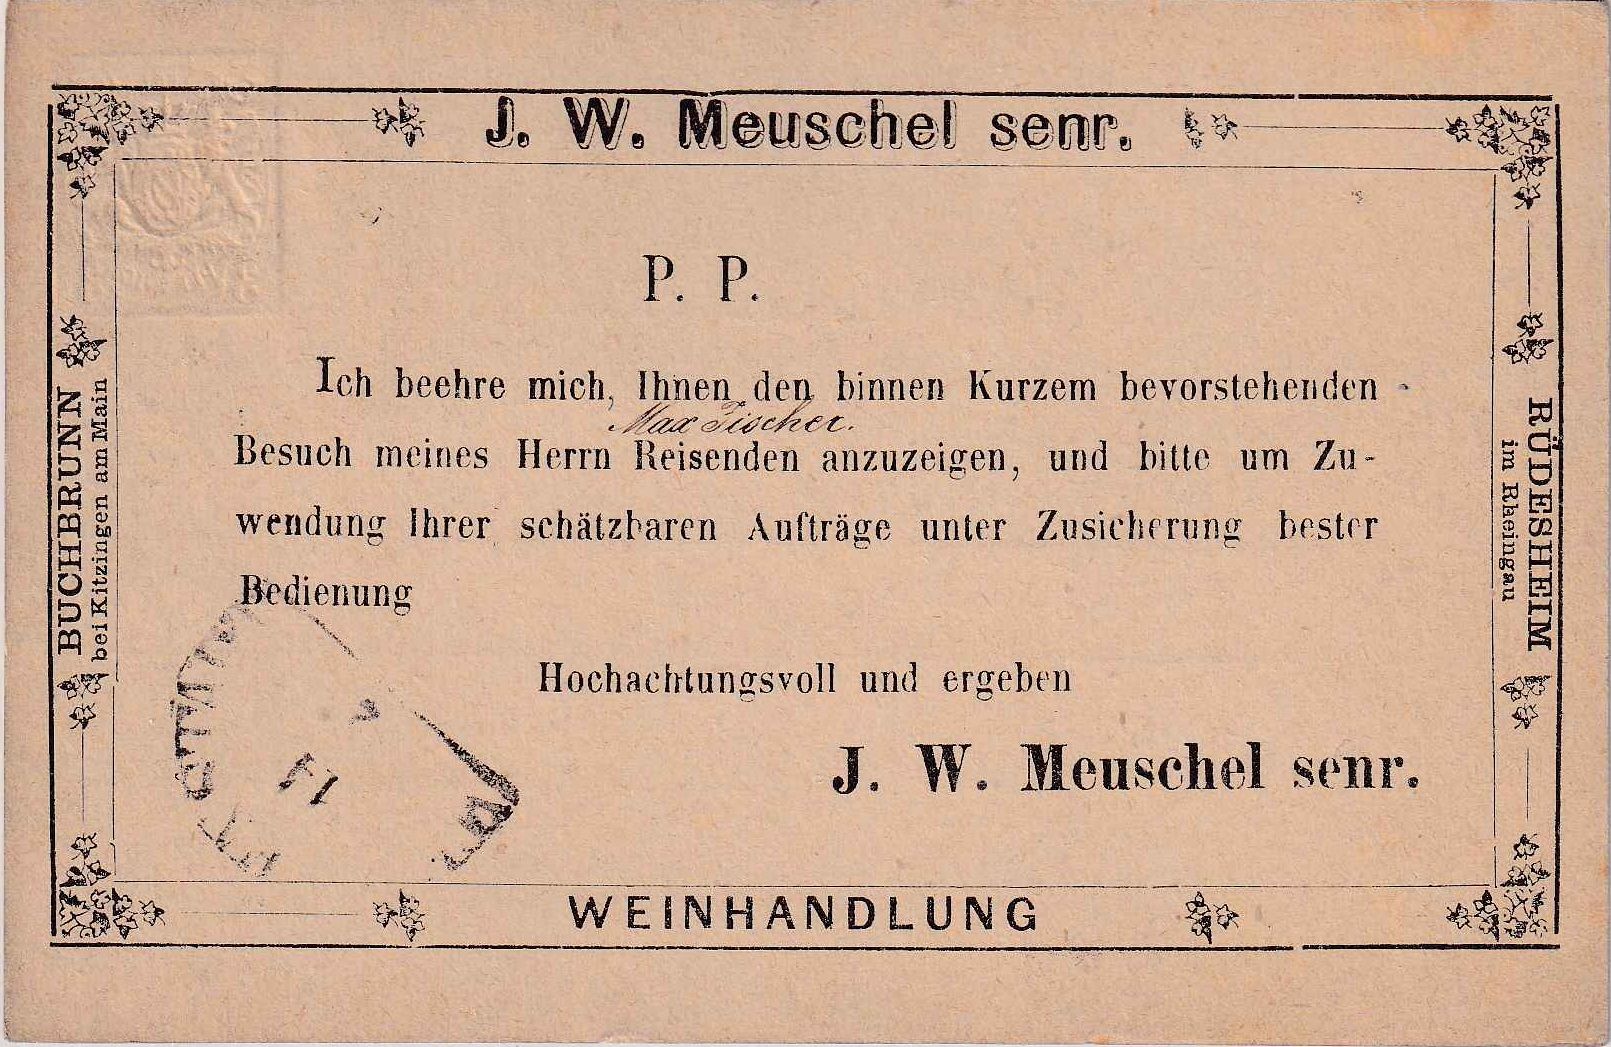 J. W. Meuschel senr.
P. P.
Ich beehre mich, Ihnen den binnen Kurzem bevorstehenden
Max Fischer.
Besuch meines Herrn Reisenden anzuzeigen, und bitte um Zu-
wendung Ihrer schätzbaren Aufträge unter Zusicherung bester
Bedienung
Hochachtungsvoll und ergeben
J. W. Meuschel senr.
BUCHBRUNN
bei Kitzingen am Main
RÜDESHEIM
im Rheingau
WEINHANDLUNG